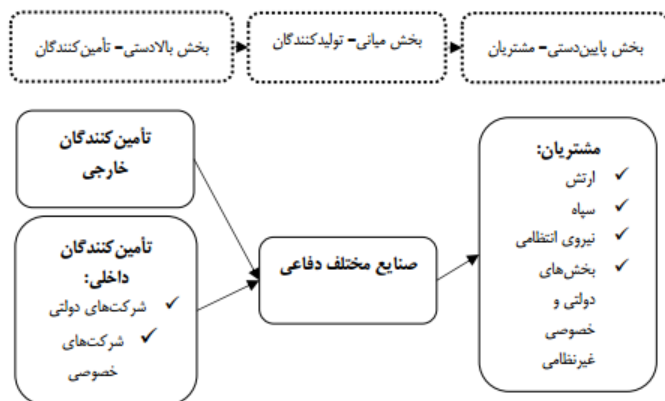 بخش بالادستی- تأمین‌کنندگان
بخش میانی- تولیدکنندگان
بخش پایین‌دستی- مشتریان
تأمین‌کنندگان
خارجی
تأمین‌کنندگان
داخلی:
✓ شرکت‌های دولتی
✓ شرکت‌های
خصوصی
صنایع مختلف دفاعی
مشتریان:
✓ ارتش
✓ سپاه
✓ نیروی انتظامی
✓ بخش‌های
دولتی و
خصوصی
غیرنظامی